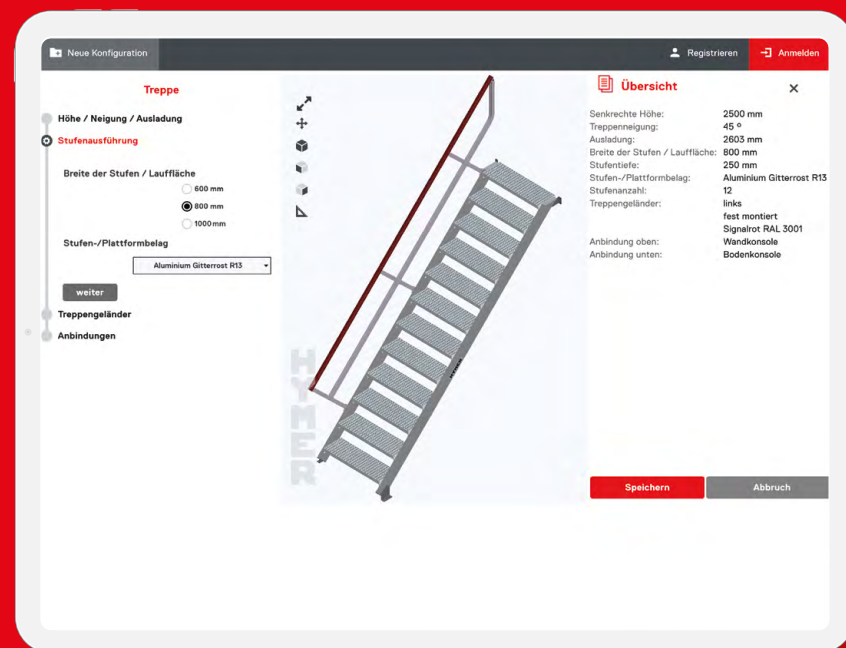 Neue Konfiguration
Registrieren
Anmelden
Treppe
Höhe / Neigung / Ausladung
Stufenausführung
Breite der Stufen / Lauffläche
600 mm
800 mm
1000 mm
Stufen-/Plattformbelag
Aluminium Gitterrost R13
weiter
Treppengeländer
Anbindungen
HYMER
Übersicht
Senkrechte Höhe: 2500 mm
Treppenneigung: 45 º
Ausladung: 2603 mm
Breite der Stufen / Lauffläche: 800 mm
Stufentiefe: 250 mm
Stufen-/Plattformbelag: Aluminium Gitterrost R13
Stufenanzahl: 12
Treppengeländer: links
fest montiert
Signalrot RAL 3001
Anbindung oben: Wandkonsole
Anbindung unten: Bodenkonsole
Speichern
Abbruch